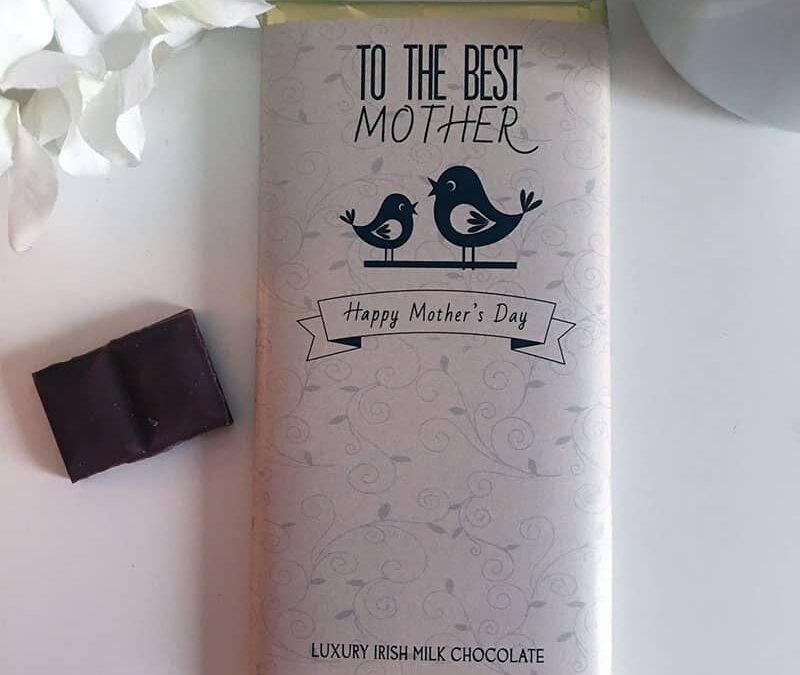 TO THE BEST
MOTHER
Happy Mother's Day
LUXURY IRISH MILK CHOCOLATE